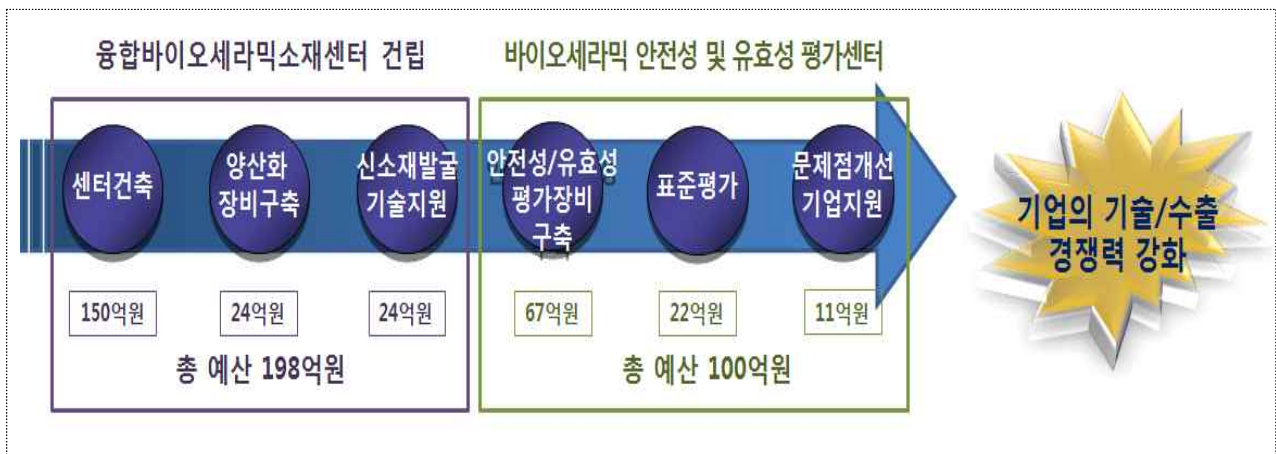 융합바이오세라믹소재센터 건립
바이오세라믹 안전성 및 유효성 평가센터
센터건축
양산화
장비구축
신소재발굴
기술지원
안전성/유효성
평가장비
구축
표준평가
문제점개선
기업지원
기업의 기술/수출
경쟁력 강화
150억원
24억원
24억원
67억원
22억원
11억원
총 예산 198억원
총 예산 100억원